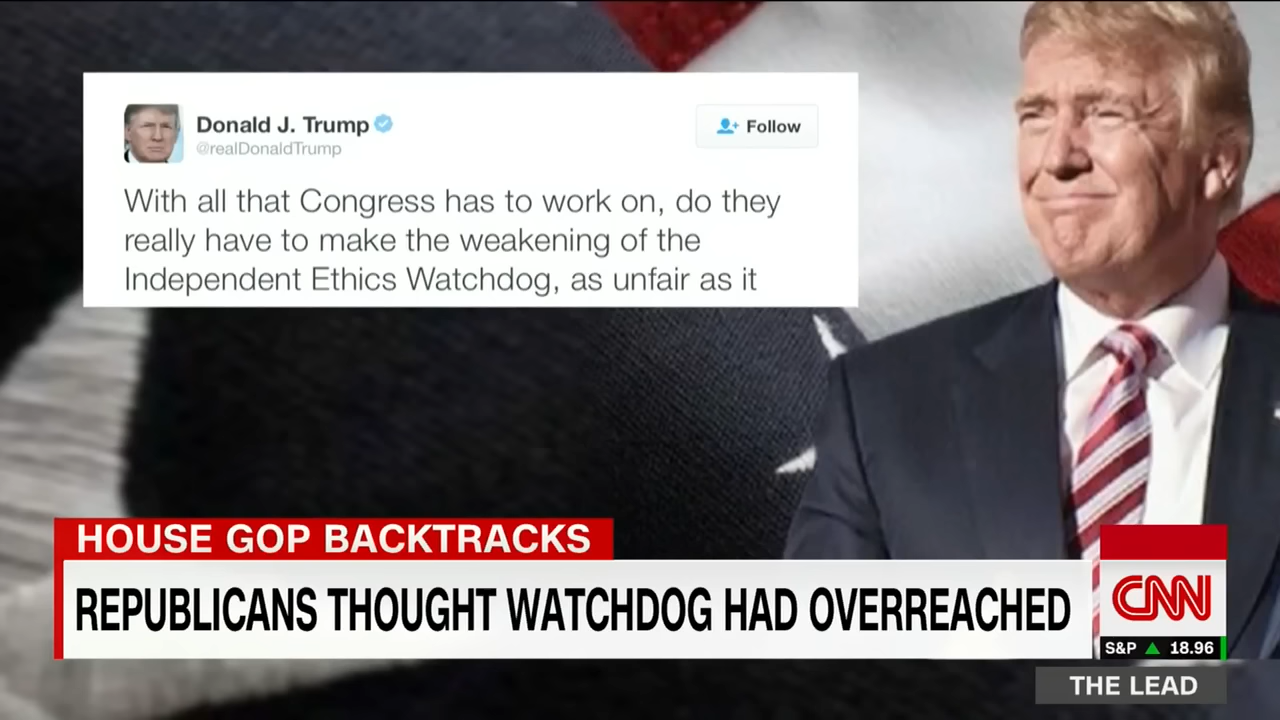 Donald J. Trump
@realDonaldTrump
Follow
With all that Congress has to work on, do they
really have to make the weakening of the
Independent Ethics Watchdog, as unfair as it
HOUSE GOP BACKTRACKS
REPUBLICANS THOUGHT WATCHDOG HAD OVERREACHED
CNN
S&P ▲ 18.96
THE LEAD